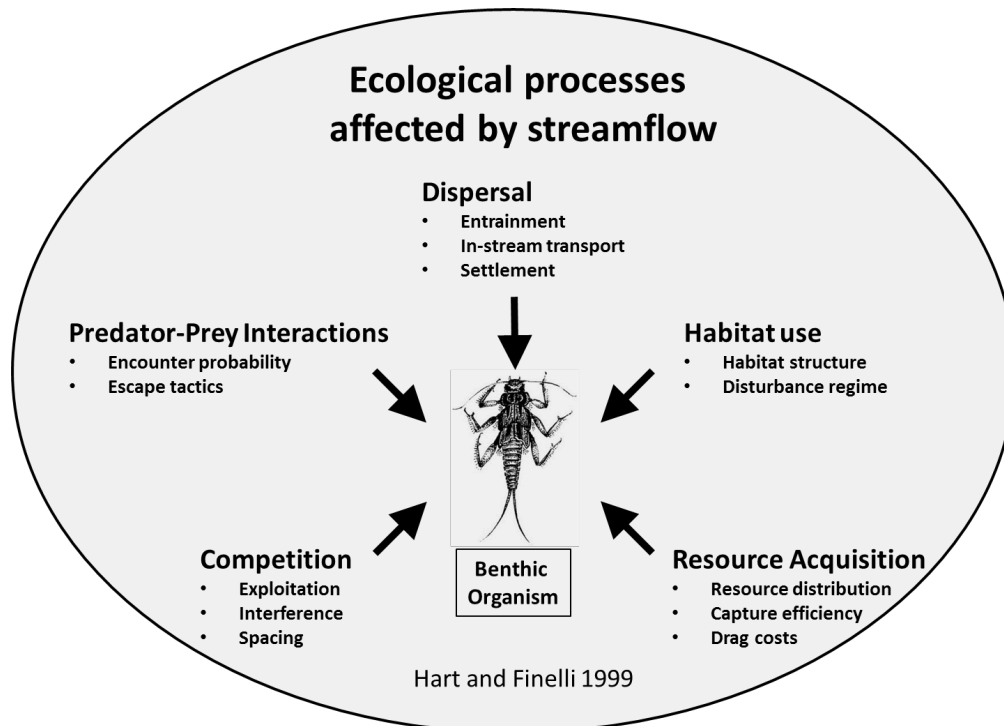 Ecological processes
affected by streamflow
Dispersal
• Entrainment
• In-stream transport
• Settlement
Predator-Prey Interactions
• Encounter probability
• Escape tactics
Habitat use
• Habitat structure
• Disturbance regime
Competition
• Exploitation
• Interference
• Spacing
Benthic
Organism
Resource Acquisition
• Resource distribution
• Capture efficiency
• Drag costs
Hart and Finelli 1999